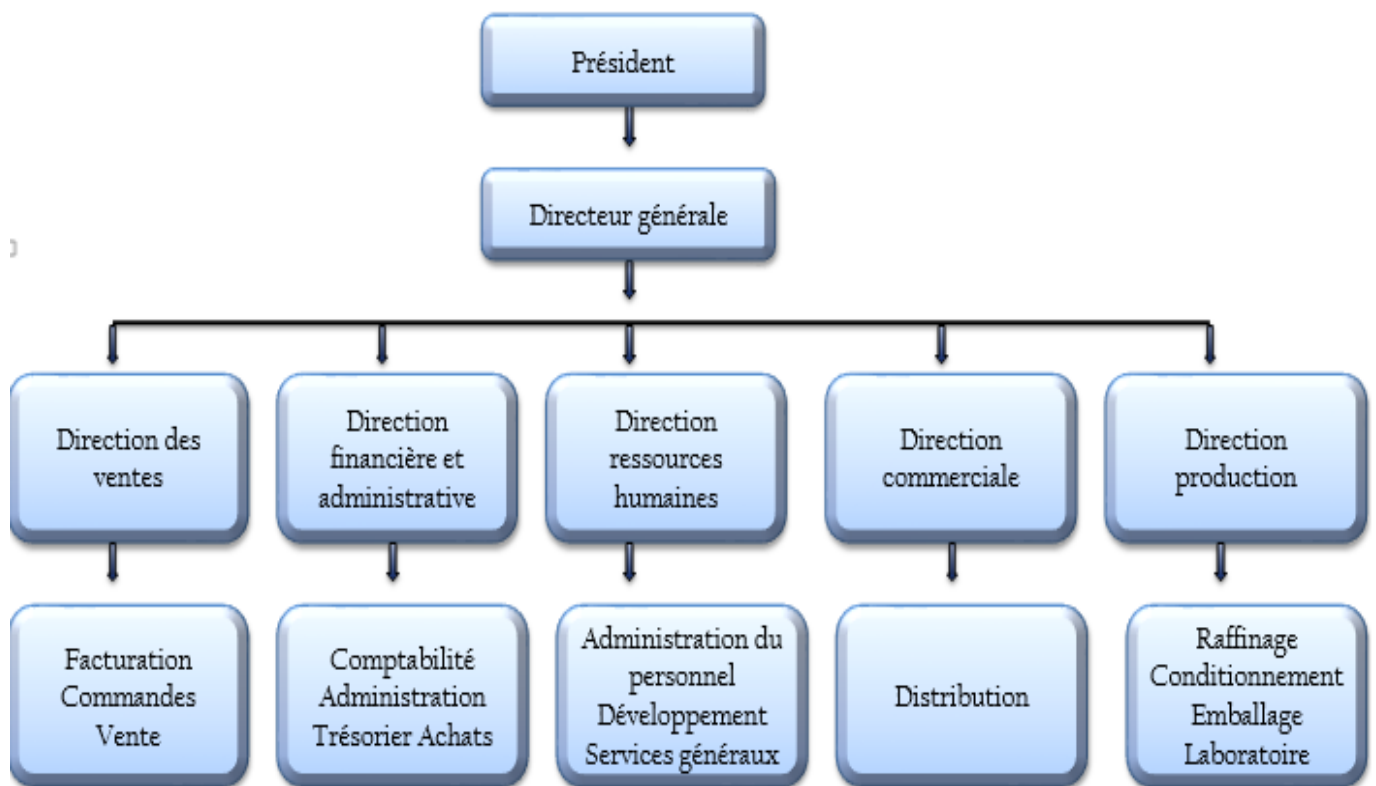 Président
Directeur générale
Direction des
ventes
Direction
financière et
administrative
Direction
ressources
humaines
Direction
commerciale
Direction
production
Facturation
Commandes
Vente
Comptabilité
Administration
Trésorier Achats
Administration du
personnel
Développement
Services généraux
Distribution
Raffinage
Conditionnement
Emballage
Laboratoire